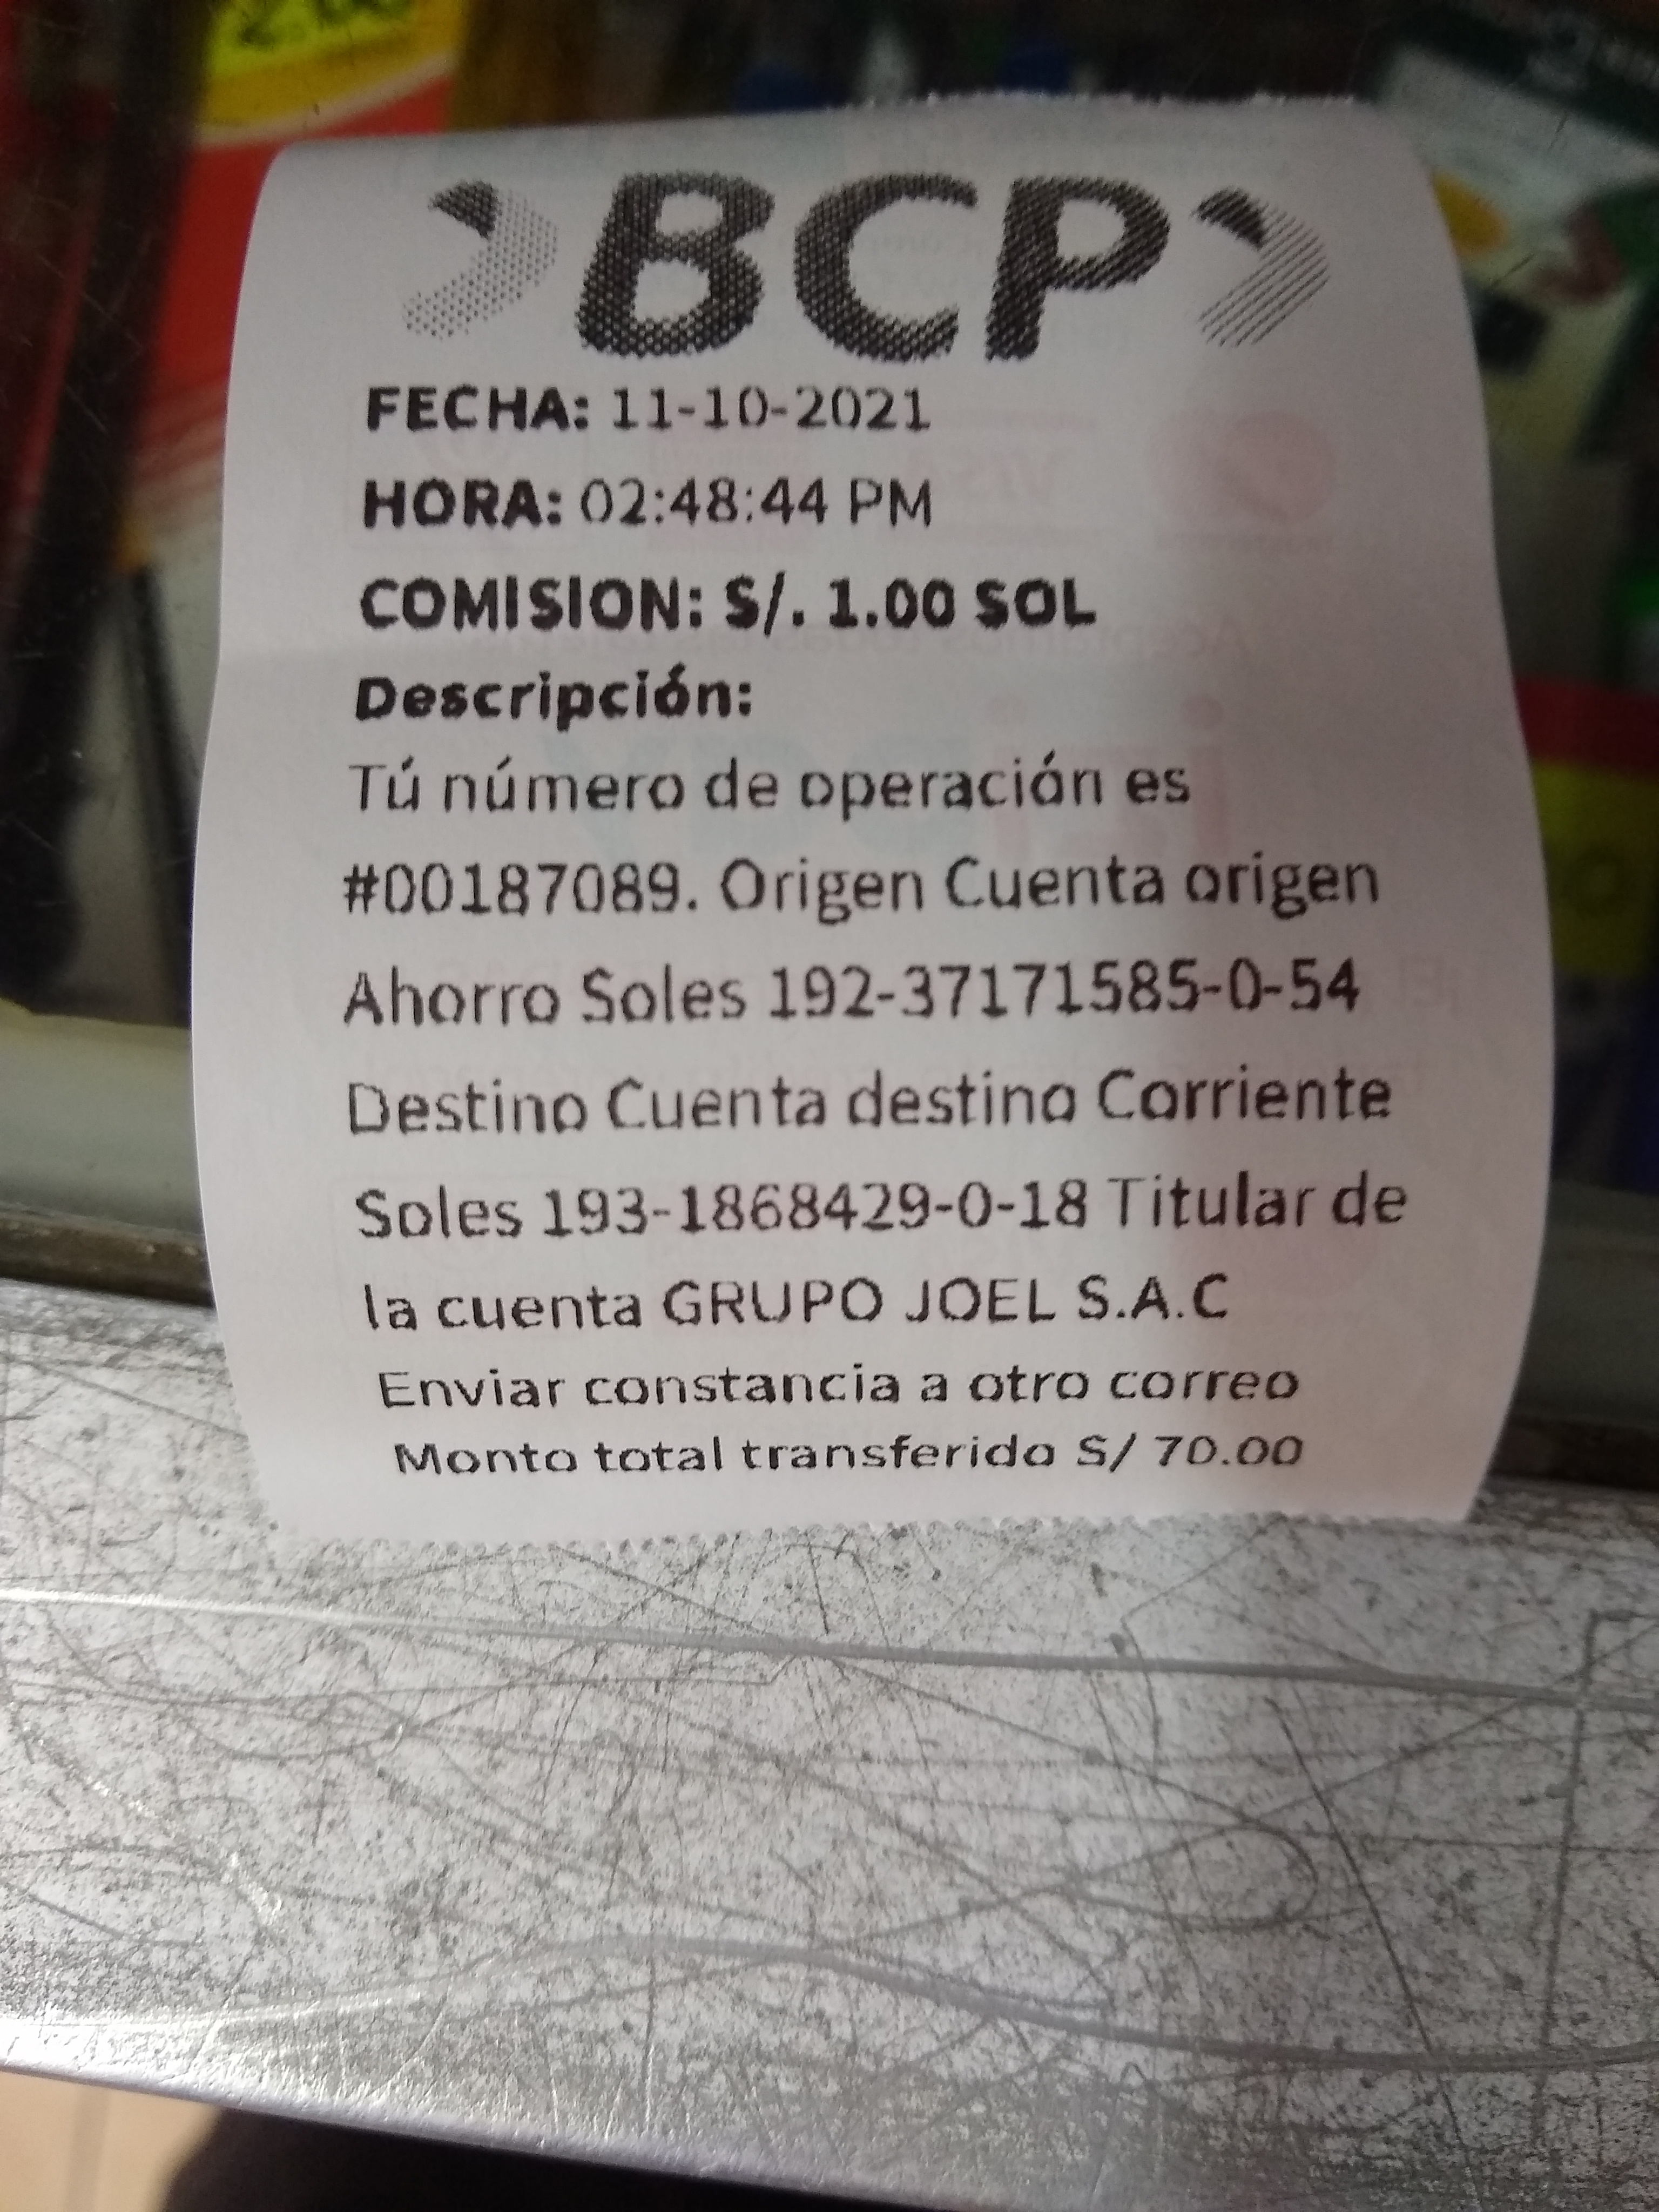 BCP
FECHA: 11-10-2021
HORA: 02:48:44 PM
COMISION: S/. 1.00 SOL
Descripción:
Tú número de operación es
#00187089. Origen Cuenta origen
Ahorro Soles 192-37171585-0-54
Destino Cuenta destino Corriente
Soles 193-1868429-0-18 Titular de
la cuenta GRUPO JOEL S.A.C
Enviar constancia a otro correo
Monto total transferido S/ 70.00